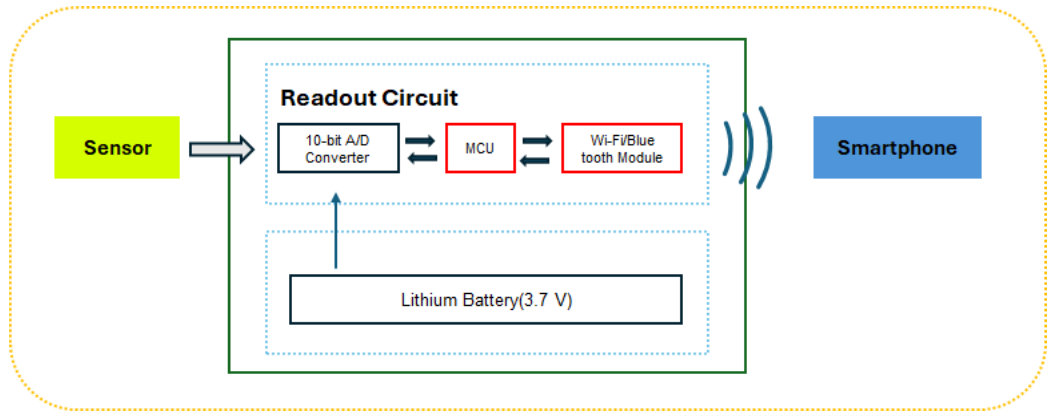 Readout Circuit
Sensor
10-bit A/D
Converter
MCU
Wi-Fi/Blue
tooth Module
Smartphone
Lithium Battery(3.7 V)